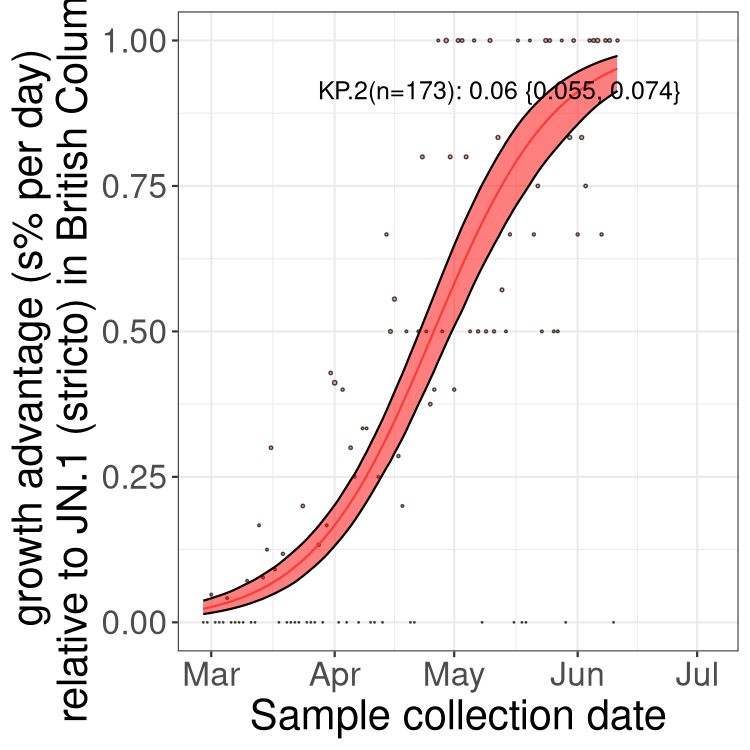 growth advantage (s% per day)
relative to JN.1 (stricto) in British Colum
1.00
0.75
0.50
0.25
0.00
KP.2(n=173): 0.06 {0.055, 0.074}
Mar Apr May Jun Jul
Sample collection date